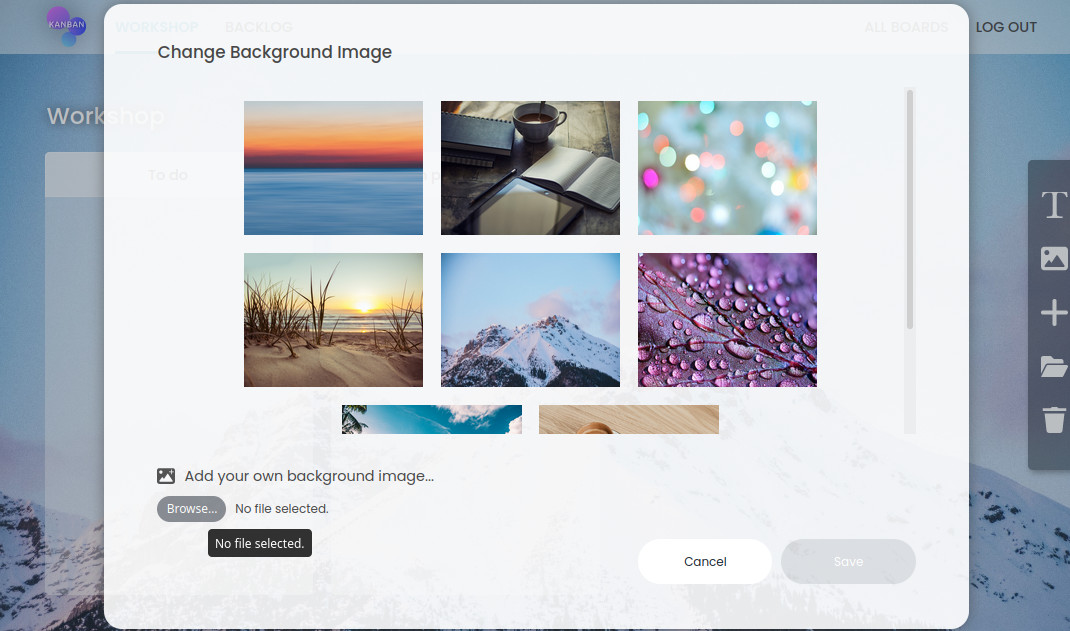 KANBAN
WORKSHOP
BACKLOG
ALL BOARDS
LOG OUT
Change Background Image
Workshop
To do
Add your own background image...
Browse...
No file selected.
No file selected.
Cancel
Save